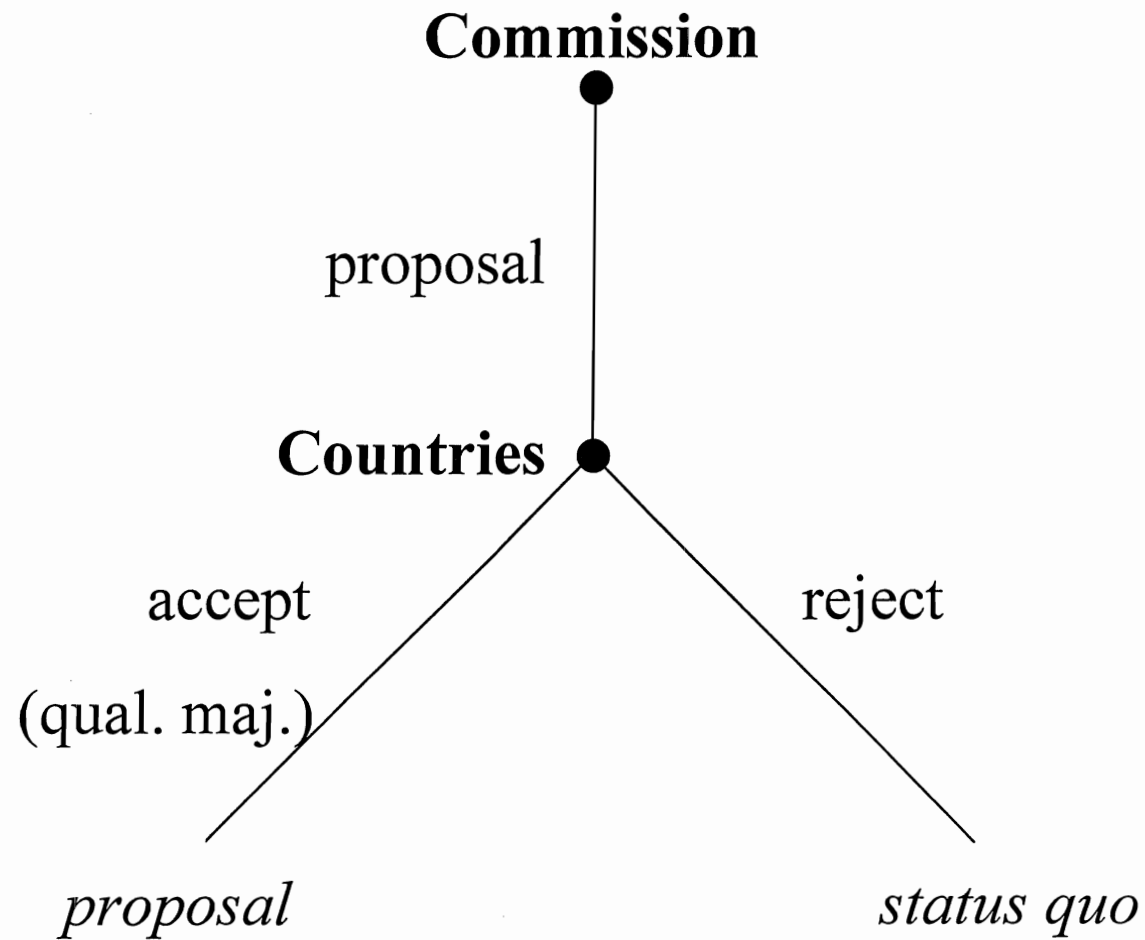 Commission
proposal
Countries
accept
reject
(qual. maj.)
proposal
status quo